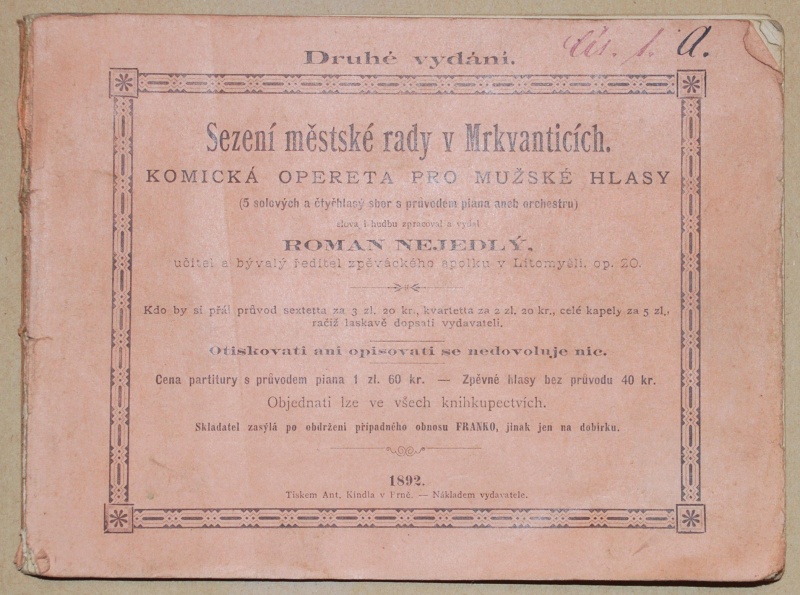 Druhé vydání.
čís. 1. A.
Sezení městské rady v Mrkvanticích.
KOMICKÁ OPERETA PRO MUŽSKÉ HLASY
(5 solových a čtyřhlasý sbor s průvodem piana aneb orchestru)
slova i hudbu zpracoval a vydal
ROMAN NEJEDLÝ,
učitel a bývalý ředitel zpěváckého spolku v Litomyšli. op. 20.
Kdo by si přál průvod sextetta za 3 zl. 20 kr., kvartetta za 2 zl. 20 kr., celé kapely za 5 zl.,
račiž laskavě dopsati vydavateli.
Otiskovati ani opisovati se nedovoluje nic.
Cena partitury s průvodem piana 1 zl. 60 kr. — Zpěvné hlasy bez průvodu 40 kr.
Objednati lze ve všech knihkupectvích.
Skladatel zasýlá po obdržení případného obnosu FRANKO, jinak jen na dobírku.
1892.
Tiskem Ant. Kindla v Brně. — Nákladem vydavatele.